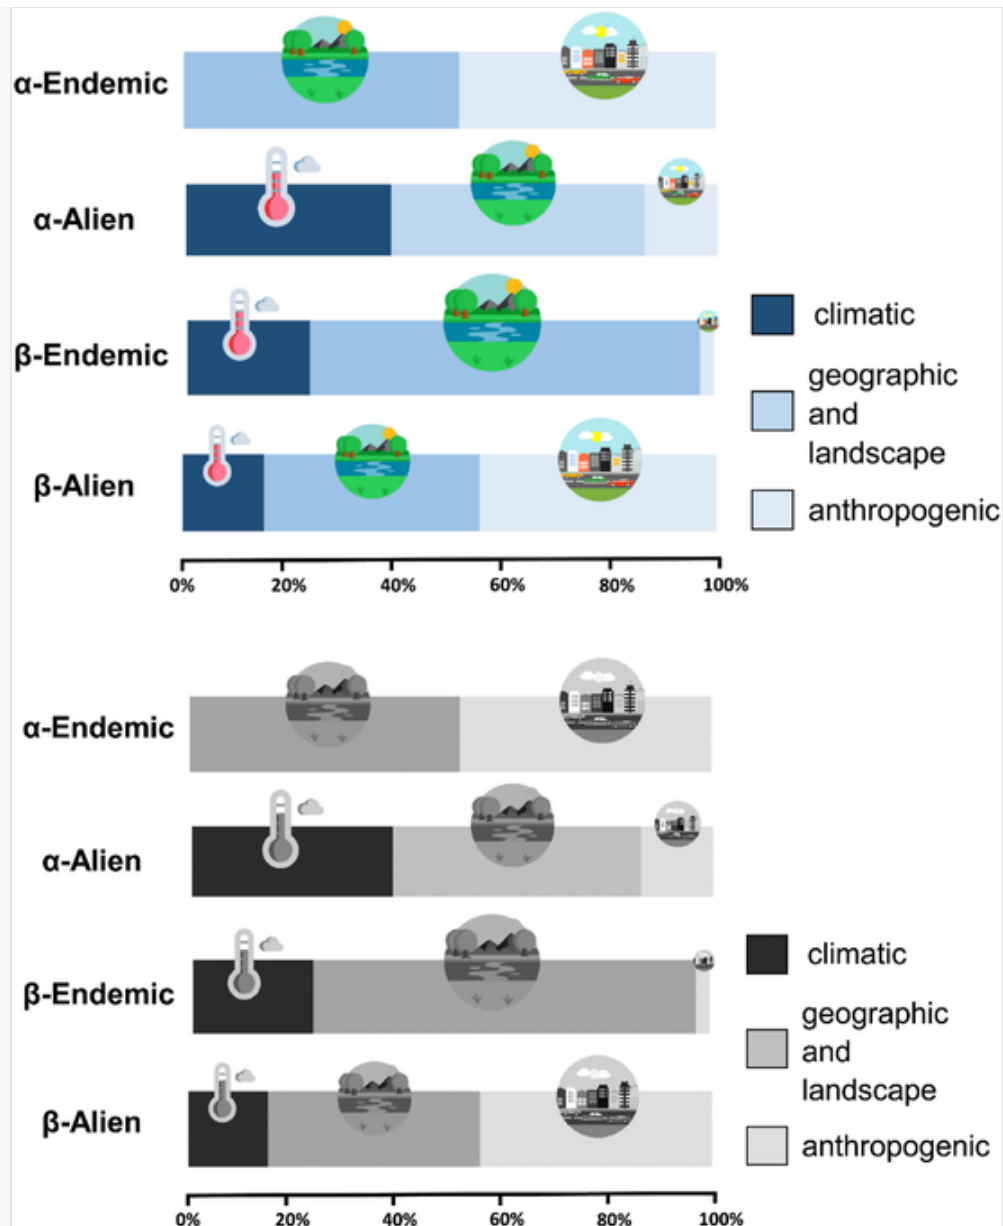 α-Endemic
α-Alien
β-Endemic
β-Alien
climatic
geographic
and
landscape
anthropogenic
0% 20% 40% 60% 80% 100%
α-Endemic
α-Alien
β-Endemic
β-Alien
climatic
geographic
and
landscape
anthropogenic
0% 20% 40% 60% 80% 100%